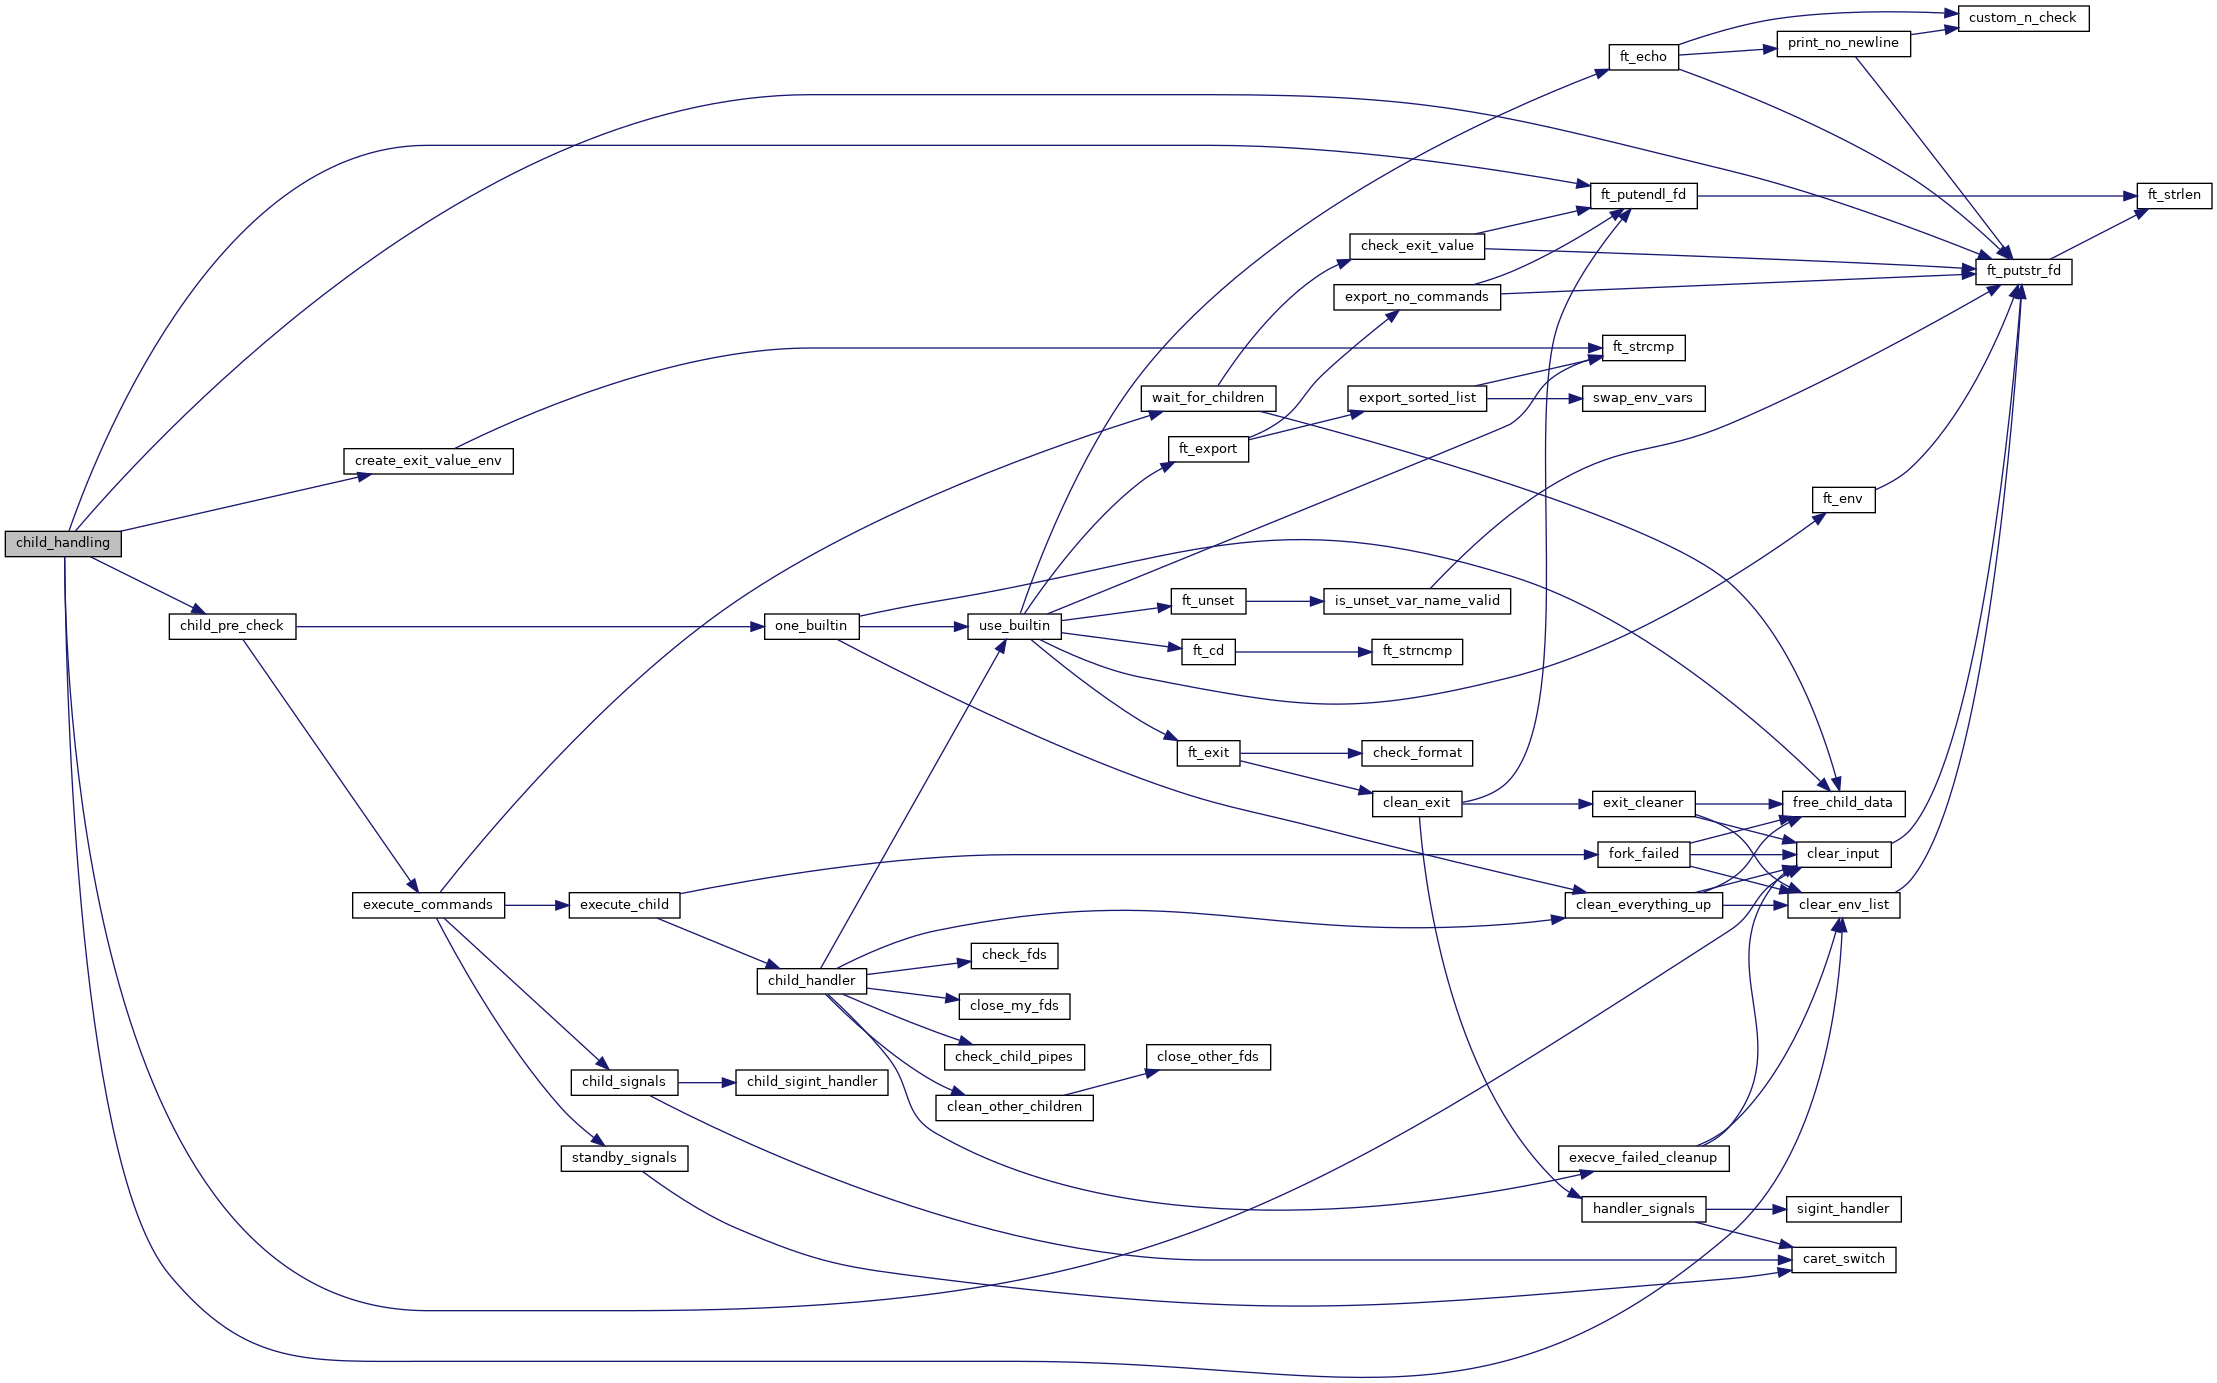 custom_n_check
print_no_newline
ft_echo
ft_putendl_fd
ft_strlen
check_exit_value
ft_putstr_fd
export_no_commands
ft_strcmp
wait_for_children
export_sorted_list
swap_env_vars
ft_export
create_exit_value_env
ft_env
child_handling
ft_unset
is_unset_var_name_valid
child_pre_check
one_builtin
use_builtin
ft_cd
ft_strncmp
ft_exit
check_format
clean_exit
exit_cleaner
free_child_data
fork_failed
clear_input
execute_commands
execute_child
clean_everything_up
clear_env_list
check_fds
child_handler
close_my_fds
check_child_pipes
close_other_fds
child_signals
child_sigint_handler
clean_other_children
standby_signals
execve_failed_cleanup
handler_signals
sigint_handler
caret_switch